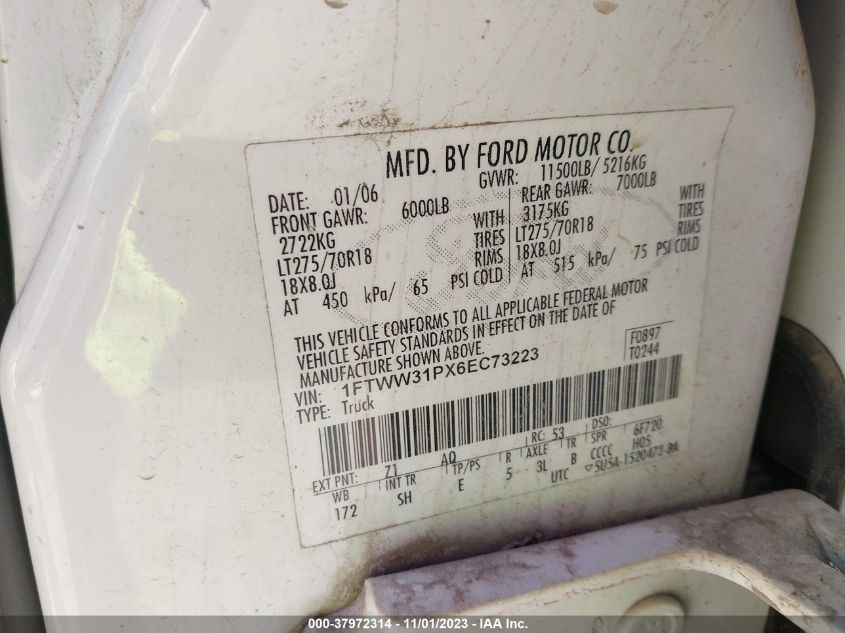 MFD. BY FORD MOTOR CO.
DATE: 01/06 GVWR: 11500LB/ 5216KG
FRONT GAWR: 6000LB REAR GAWR: 7000LB
2722KG WITH 3175KG WITH
LT275/70R18 TIRES LT275/70R18 TIRES
18X8.0J RIMS 18X8.0J RIMS
AT 450 kPa/ 65 PSI COLD AT 515 kPa/ 75 PSI COLD
THIS VEHICLE CONFORMS TO ALL APPLICABLE FEDERAL MOTOR
VEHICLE SAFETY STANDARDS IN EFFECT ON THE DATE OF
MANUFACTURE SHOWN ABOVE.
VIN: 1FTWW31PX6EC73223
F0897
T0244
TYPE: Truck
EXT PNT: 71 AQ RC: 53 DSO:
WB INT TR TP/PS R AXLE TR SPR 6F720
172 SH E 5 3L B CCCC H05
UTC 5U5A-1520472-BA
000-37972314 - 11/01/2023 - IAA Inc.